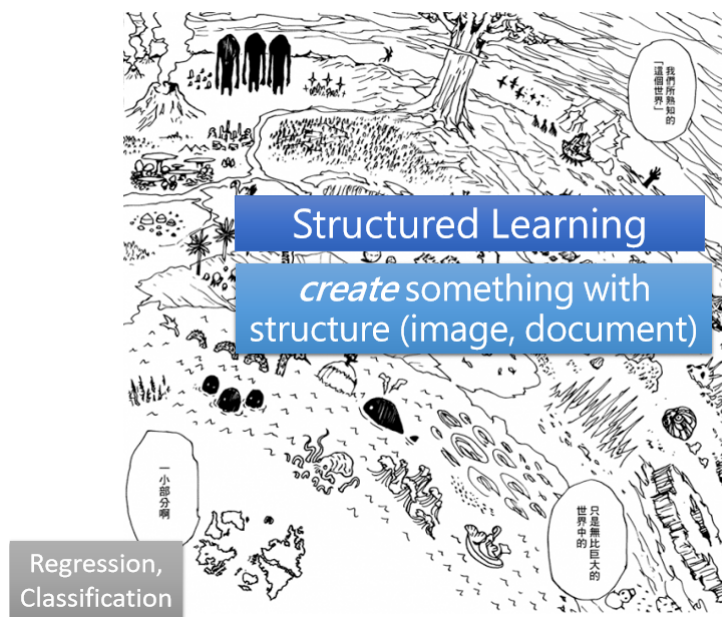 我們所熟知的
「這個世界」
Structured Learning
create something with
structure (image, document)
只是無比巨大的
世界中的
一小部分啊
Regression,
Classification